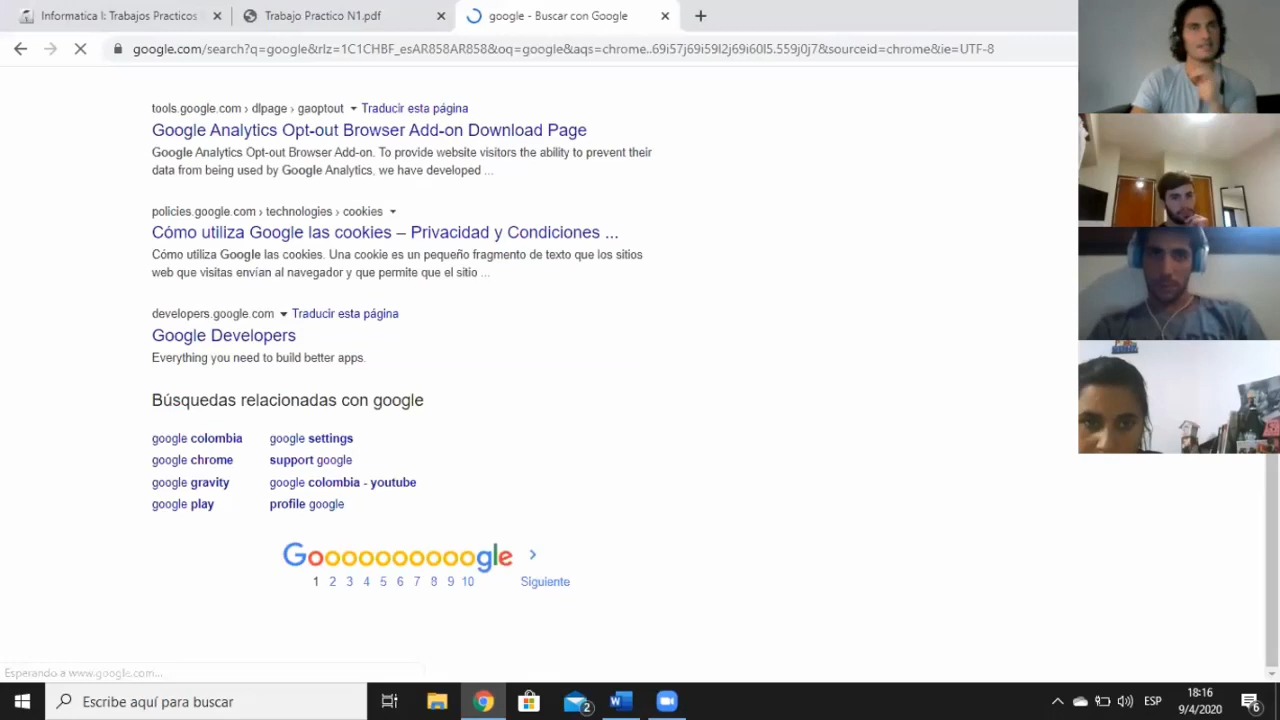 Informatica I: Trabajos Practicos
Trabajo Practico N1.pdf
google - Buscar con Google
google.com/search?q=google&rlz=1C1CHBF_esAR858AR858&oq=google&aqs=chrome..69i57j69i59l2j69i60l5.559j0j7&sourceid=chrome&ie=UTF-8
tools.google.com › dlpage › gaoptout Traducir esta página
Google Analytics Opt-out Browser Add-on Download Page
Google Analytics Opt-out Browser Add-on. To provide website visitors the ability to prevent their
data from being used by Google Analytics, we have developed ...
policies.google.com › technologies › cookies
Cómo utiliza Google las cookies – Privacidad y Condiciones ...
Cómo utiliza Google las cookies. Una cookie es un pequeño fragmento de texto que los sitios
web que visitas envían al navegador y que permite que el sitio ...
developers.google.com Traducir esta página
Google Developers
Everything you need to build better apps.
Búsquedas relacionadas con google
google colombia google settings
google chrome support google
google gravity google colombia - youtube
google play profile google
Goooooooooogle >
1 2 3 4 5 6 7 8 9 10 Siguiente
Esperando a www.google.com...
Escribe aquí para buscar
2
W
ESP
18:16
9/4/2020
6